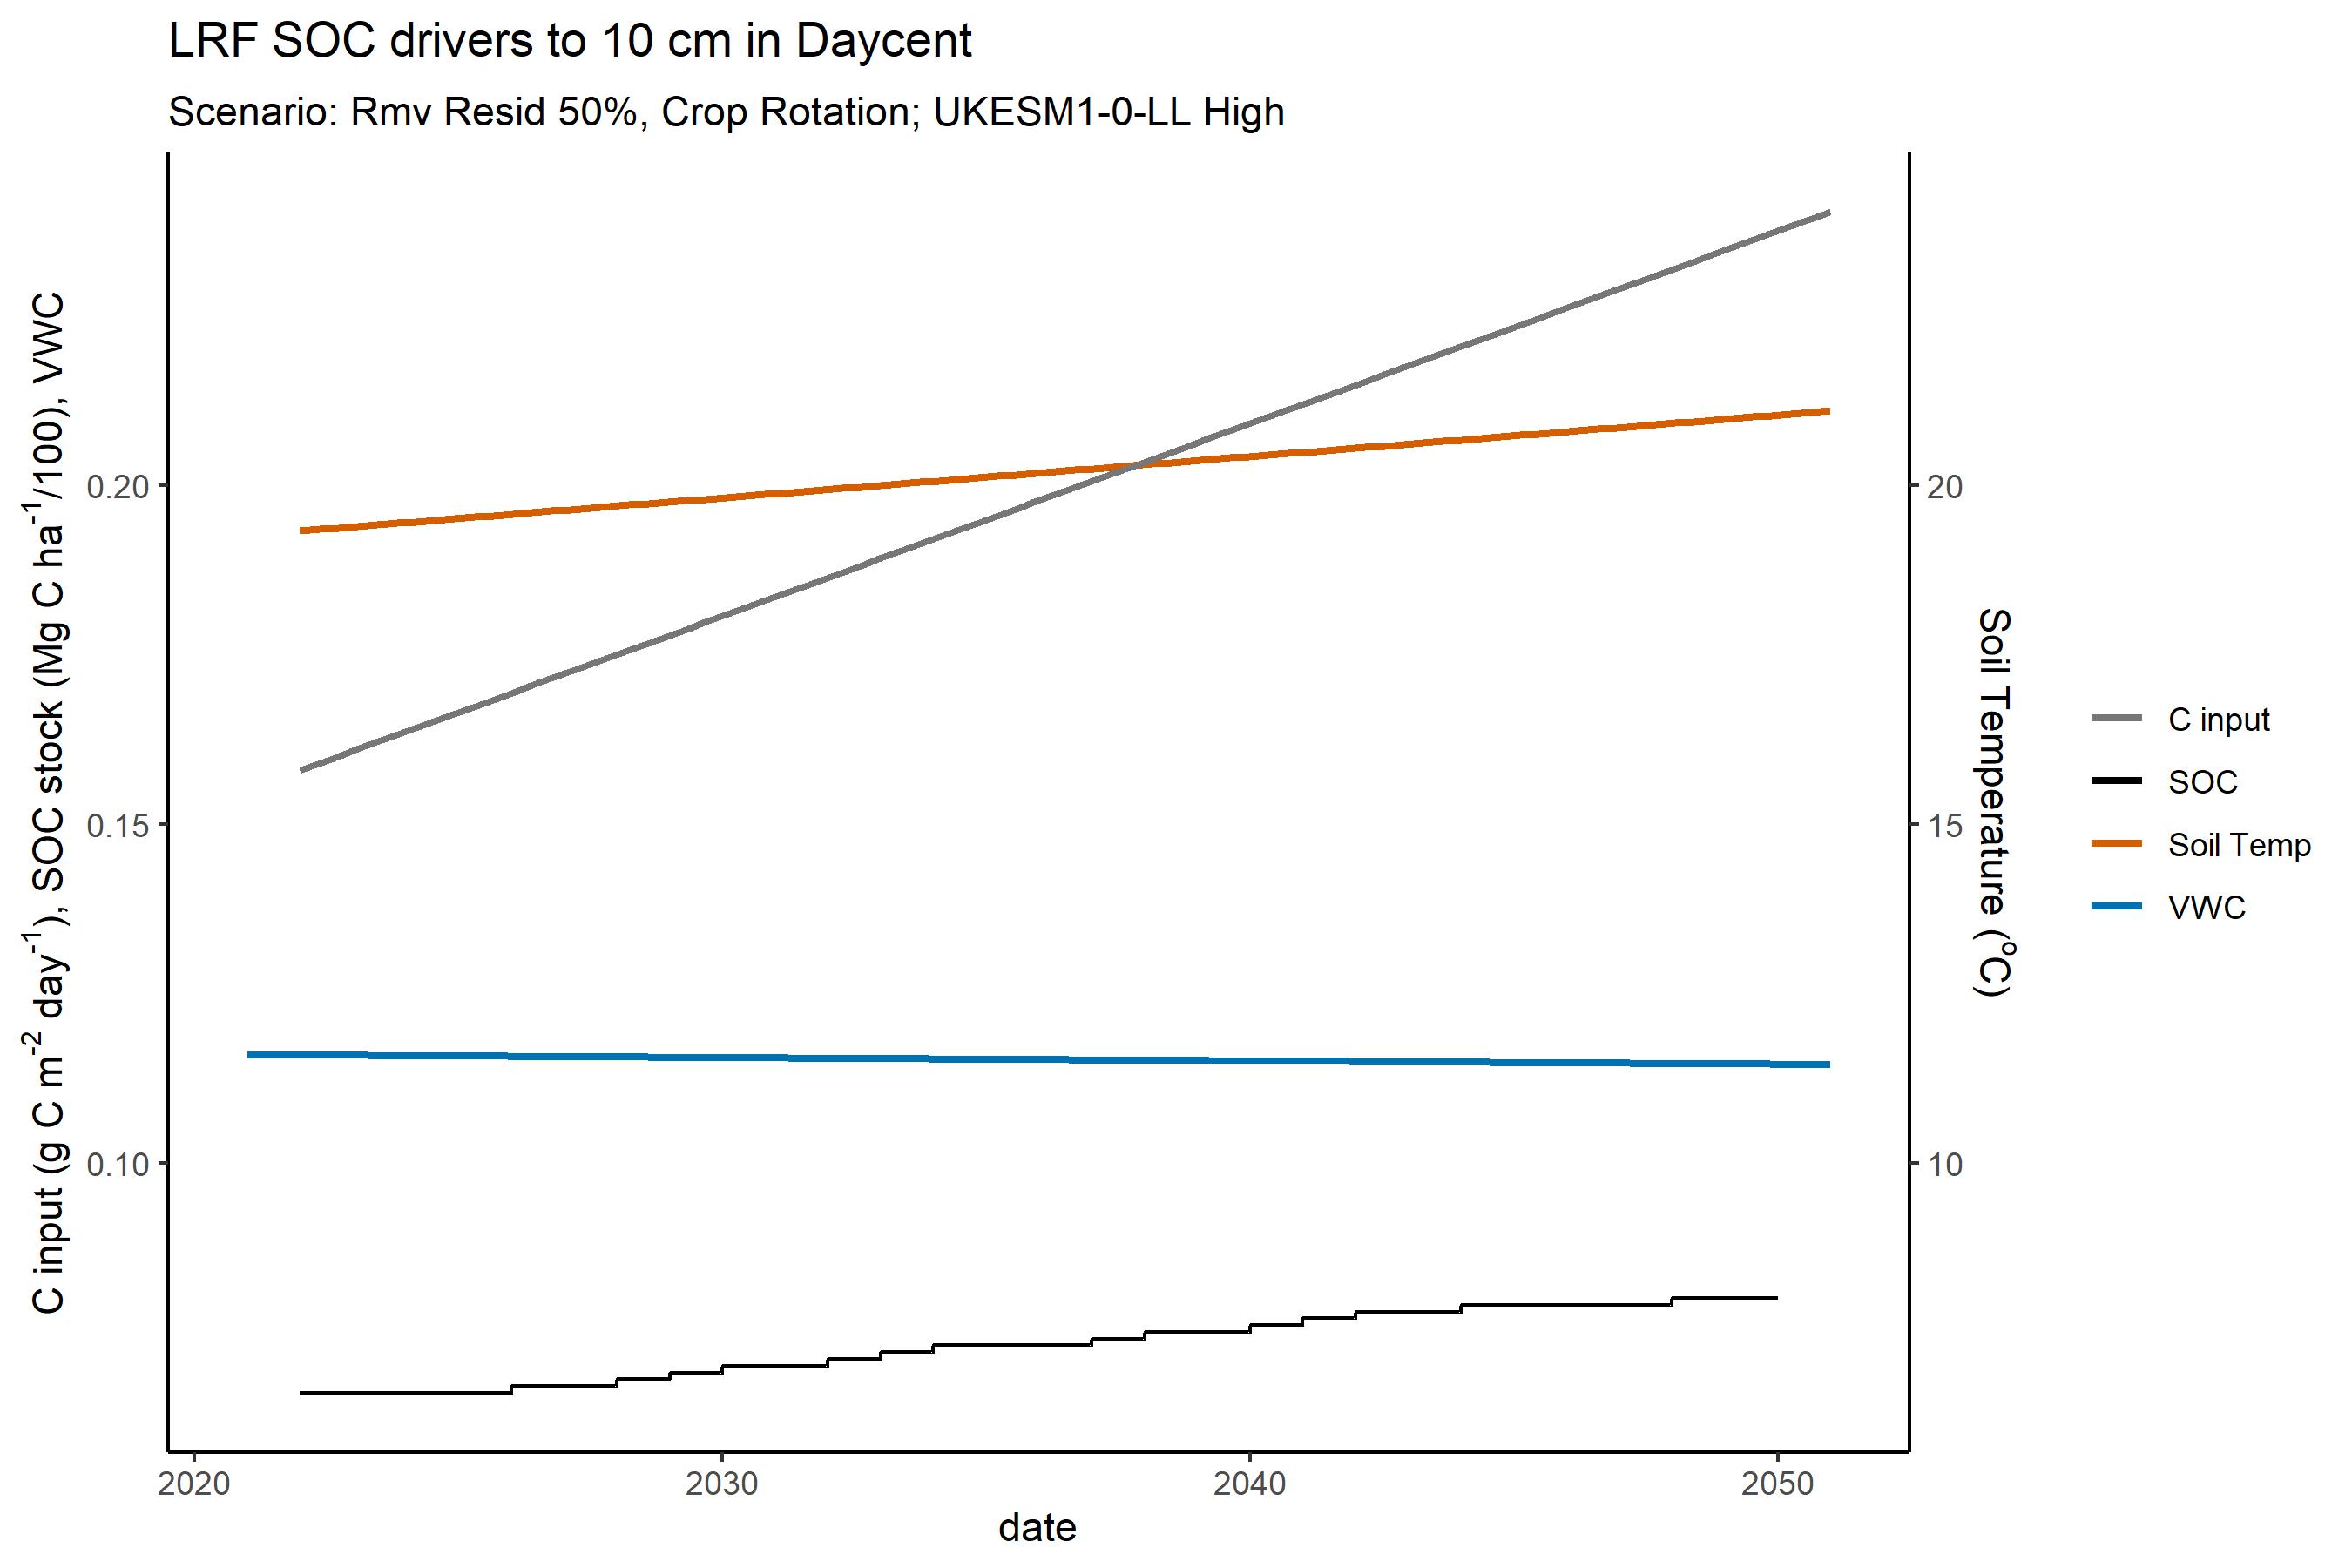 LRF SOC drivers to 10 cm in Daycent
Scenario: Rmv Resid 50%, Crop Rotation; UKESM1-0-LL High
C input (g C m⁻² day⁻¹), SOC stock (Mg C ha⁻¹/100), VWC
0.20
0.15
0.10
20
15
10
Soil Temperature (°C)
C input
SOC
Soil Temp
VWC
2020
2030
2040
2050
date